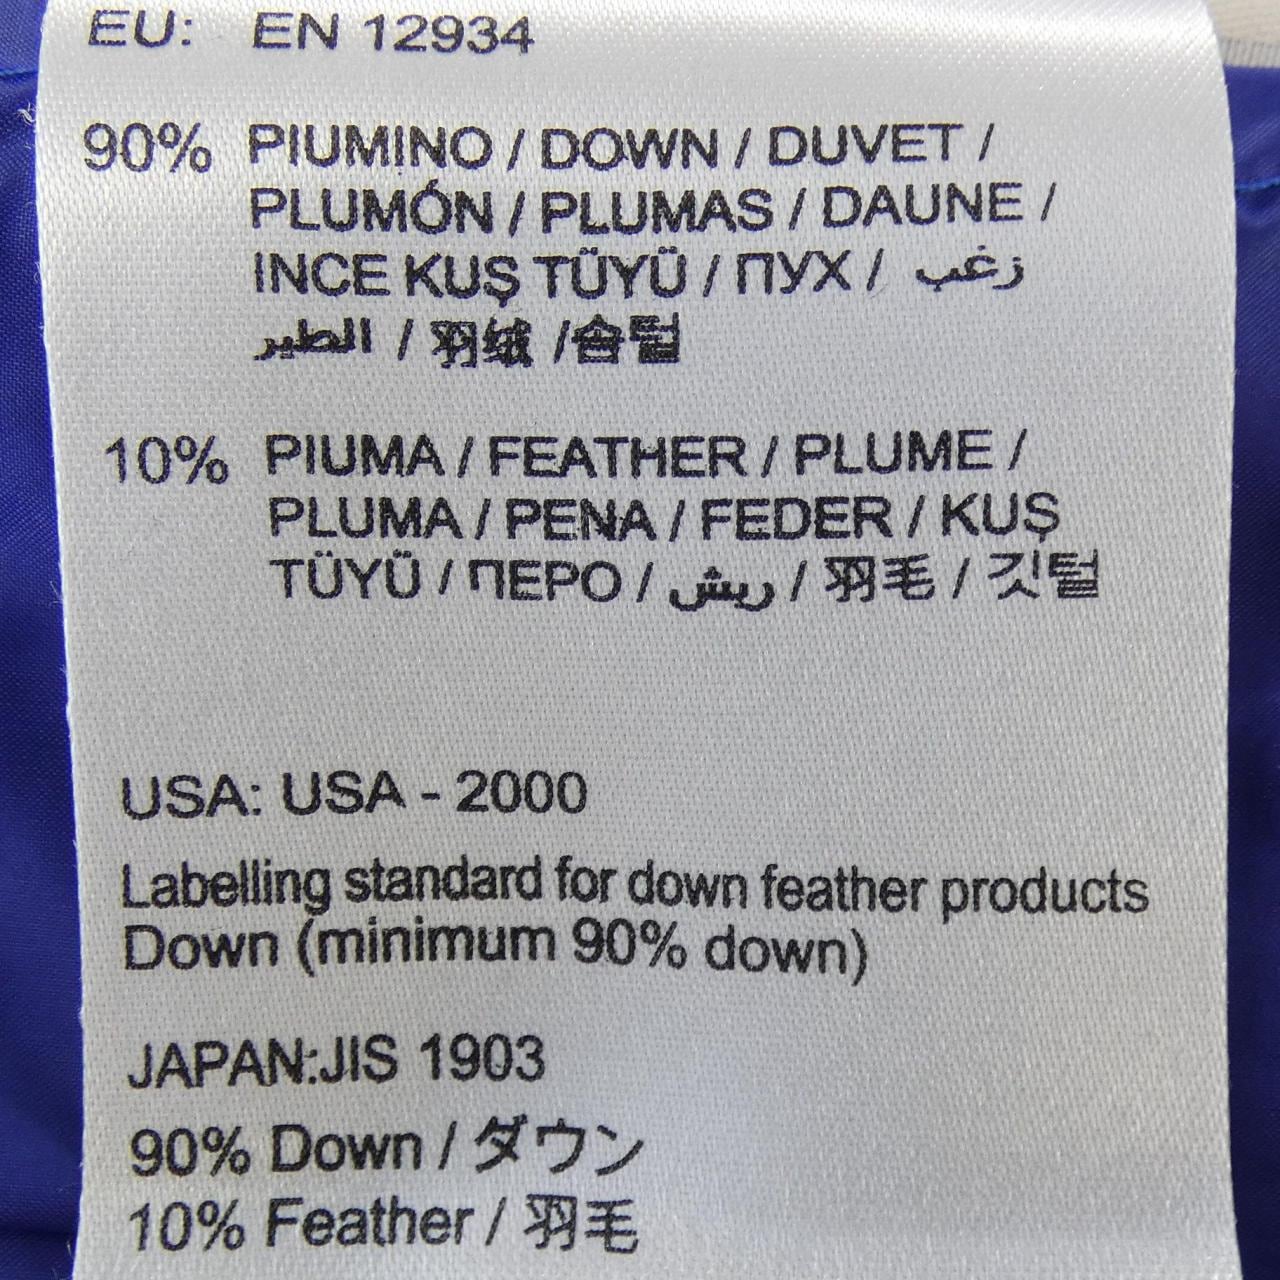 EU: EN 12934
90% PIUMINO / DOWN / DUVET /
PLUMÓN / PLUMAS / DAUNE /
INCE KUŞ TÜYÜ / ПУХ / زغب
الطير / 羽绒 /솜털
10% PIUMA / FEATHER / PLUME /
PLUMA / PENA / FEDER / KUŞ
TÜYÜ / ПЕРО / ريش / 羽毛 / 깃털
USA: USA - 2000
Labelling standard for down feather products
Down (minimum 90% down)
JAPAN:JIS 1903
90% Down / ダウン
10% Feather / 羽毛